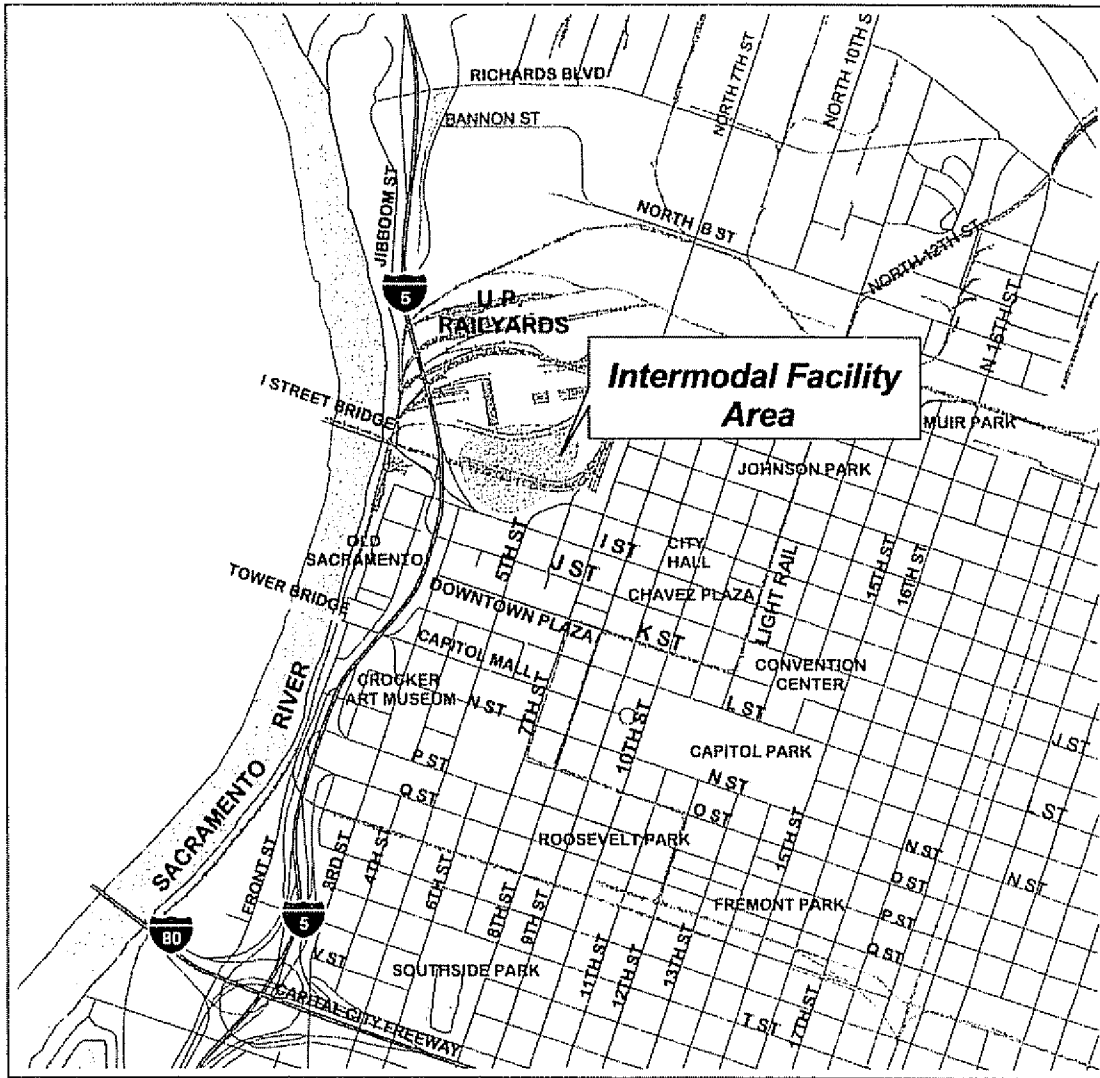 RICHARDS BLVD
NORTH 7TH ST
NORTH 10TH S
BANNON ST
JIBBOOM ST
NORTH B ST
NORTH 12TH ST
5
U.P.
RAILYARDS
N. 16TH ST
Intermodal Facility
Area
I STREET BRIDGE
MUIR PARK
JOHNSON PARK
5TH ST
I ST
CITY
HALL
OLD
SACRAMENTO
J ST
LIGHT RAIL
15TH ST
16TH ST
TOWER BRIDGE
DOWNTOWN PLAZA
CHAVEZ PLAZA
K ST
CAPITOL MALL
CONVENTION
CENTER
CROCKER
ART MUSEUM
N ST
7TH ST
10TH ST
L ST
J ST
SACRAMENTO RIVER
P ST
CAPITOL PARK
N ST
Q ST
O ST
L ST
ROOSEVELT PARK
15TH ST
N ST
FRONT ST
3RD ST
4TH ST
6TH ST
8TH ST
9TH ST
FREMONT PARK
O ST
N ST
P ST
Q ST
80
5
V ST
SOUTHSIDE PARK
11TH ST
12TH ST
13TH ST
17TH ST
CAPITAL CITY FREEWAY
T ST